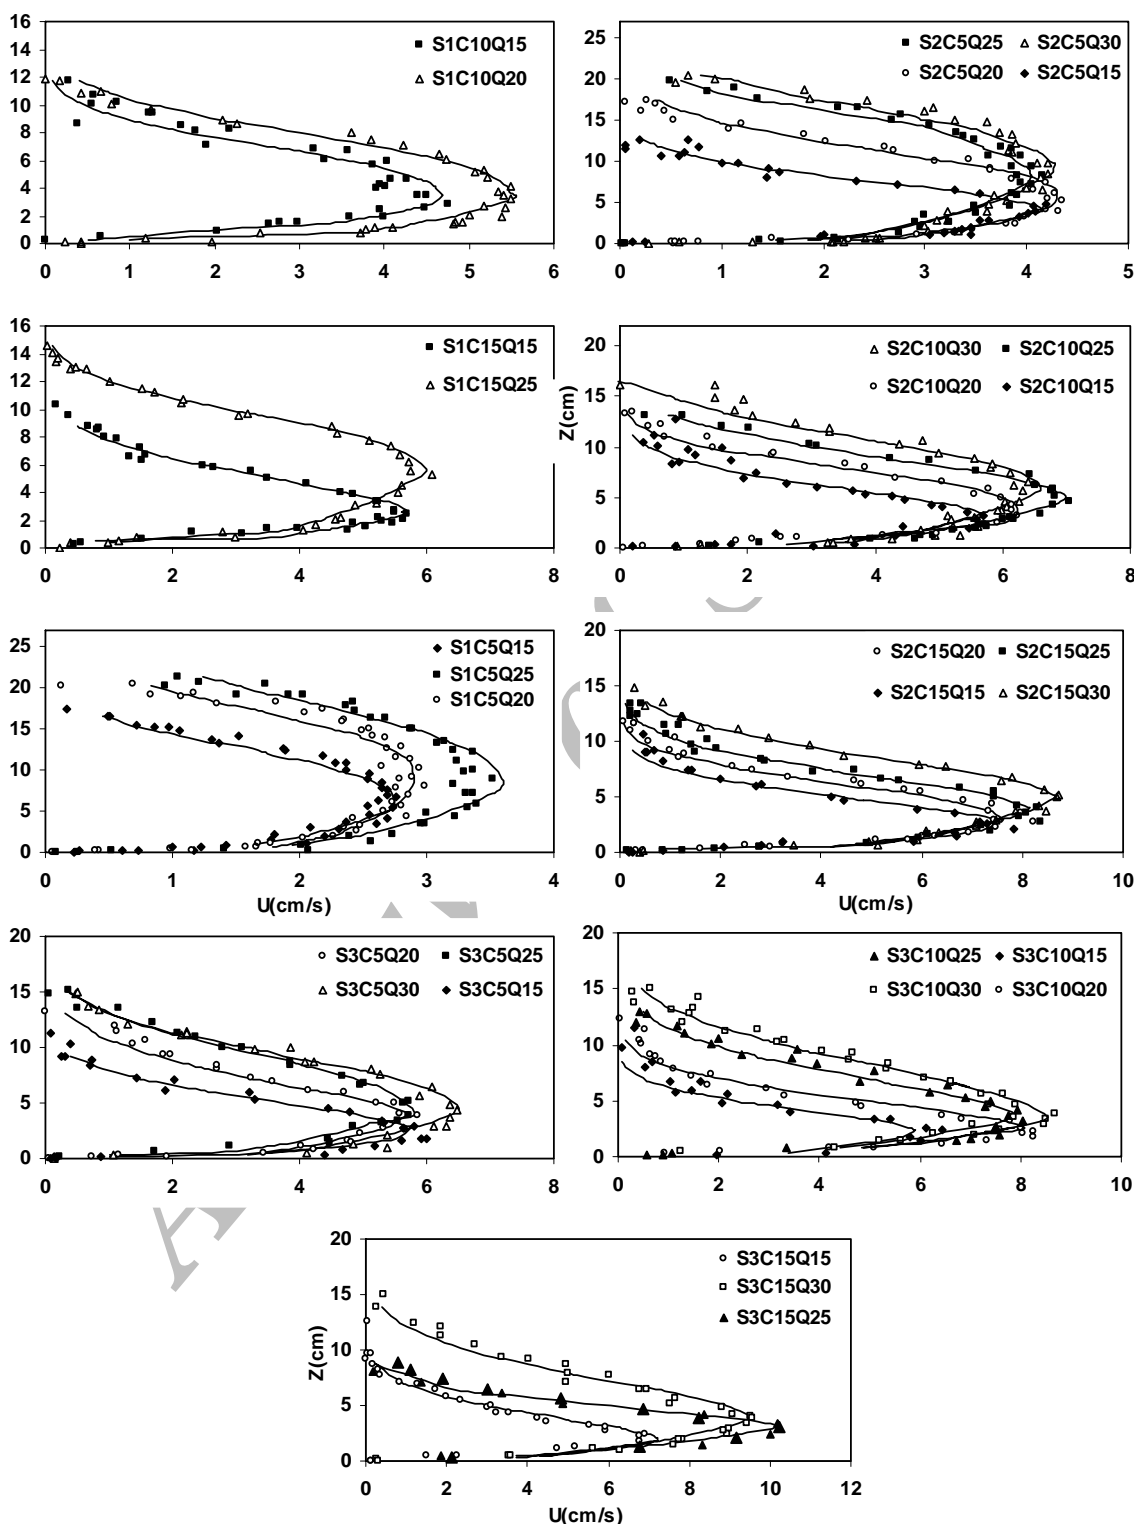 16
14
12
10
8
6
4
2
0
0 1 2 3 4 5 6
S1C10Q15
S1C10Q20
25
20
15
10
5
0
0 1 2 3 4 5
S2C5Q25 S2C5Q30
S2C5Q20 S2C5Q15
16
14
12
10
8
6
4
2
0
0 2 4 6 8
S1C15Q15
S1C15Q25
Z(cm)
20
15
10
5
0
0 2 4 6 8
S2C10Q30 S2C10Q25
S2C10Q20 S2C10Q15
25
20
15
10
5
0
0 1 2 3 4
U(cm/s)
S1C5Q15
S1C5Q25
S1C5Q20
20
15
10
5
0
0 2 4 6 8 10
U(cm/s)
S2C15Q20 S2C15Q25
S2C15Q15 S2C15Q30
20
15
10
5
0
0 2 4 6 8
S3C5Q20 S3C5Q25
S3C5Q30 S3C5Q15
20
15
10
5
0
0 2 4 6 8 10
S3C10Q25 S3C10Q15
S3C10Q30 S3C10Q20
Z(cm)
20
15
10
5
0
0 2 4 6 8 10 12
U(cm/s)
S3C15Q15
S3C15Q30
S3C15Q25